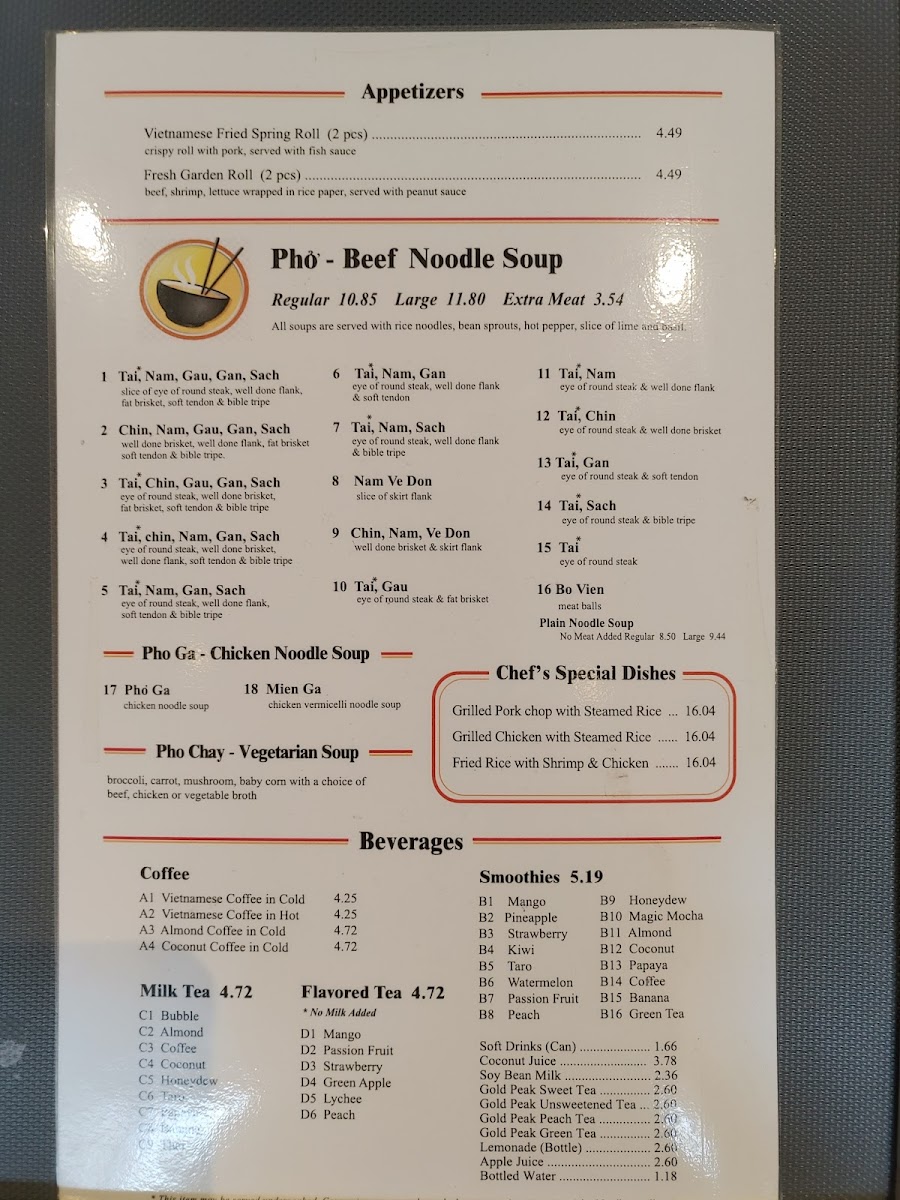 Appetizers
Vietnamese Fried Spring Roll (2 pcs) ........ 4.49
crispy roll with pork, served with fish sauce
Fresh Garden Roll (2 pcs) ........ 4.49
beef, shrimp, lettuce wrapped in rice paper, served with peanut sauce
Phở - Beef Noodle Soup
Regular 10.85 Large 11.80 Extra Meat 3.54
All soups are served with rice noodles, bean sprouts, hot pepper, slice of lime and basil.
1 Tai*, Nam, Gau, Gan, Sach
slice of eye of round steak, well done flank,
fat brisket, soft tendon & bible tripe
2 Chin, Nam, Gau, Gan, Sach
well done brisket, well done flank, fat brisket
soft tendon & bible tripe.
3 Tai*, Chin, Gau, Gan, Sach
eye of round steak, well done brisket,
fat brisket, soft tendon & bible tripe
4 Tai*, chin, Nam, Gan, Sach
eye of round steak, well done brisket,
well done flank, soft tendon & bible tripe
5 Tai*, Nam, Gan, Sach
eye of round steak, well done flank,
soft tendon & bible tripe
6 Tai*, Nam, Gan
eye of round steak, well done flank
& soft tendon
7 Tai*, Nam, Sach
eye of round steak, well done flank
& bible tripe
8 Nam Ve Don
slice of skirt flank
9 Chin, Nam, Ve Don
well done brisket & skirt flank
10 Tai*, Gau
eye of round steak & fat brisket
11 Tai*, Nam
eye of round steak & well done flank
12 Tai*, Chin
eye of round steak & well done brisket
13 Tai*, Gan
eye of round steak & soft tendon
14 Tai*, Sach
eye of round steak & bible tripe
15 Tai*
eye of round steak
16 Bo Vien
meat balls
Plain Noodle Soup
No Meat Added Regular 8.50 Large 9.44
Pho Ga - Chicken Noodle Soup
17 Phở Ga
chicken noodle soup
18 Mien Ga
chicken vermicelli noodle soup
Pho Chay - Vegetarian Soup
broccoli, carrot, mushroom, baby corn with a choice of
beef, chicken or vegetable broth
Chef's Special Dishes
Grilled Pork chop with Steamed Rice ... 16.04
Grilled Chicken with Steamed Rice ...... 16.04
Fried Rice with Shrimp & Chicken ....... 16.04
Beverages
Coffee
A1 Vietnamese Coffee in Cold 4.25
A2 Vietnamese Coffee in Hot 4.25
A3 Almond Coffee in Cold 4.72
A4 Coconut Coffee in Cold 4.72
Milk Tea 4.72
C1 Bubble
C2 Almond
C3 Coffee
C4 Coconut
C5 Honeydew
C6 Taro
Flavored Tea 4.72
* No Milk Added
D1 Mango
D2 Passion Fruit
D3 Strawberry
D4 Green Apple
D5 Lychee
D6 Peach
Smoothies 5.19
B1 Mango
B2 Pineapple
B3 Strawberry
B4 Kiwi
B5 Taro
B6 Watermelon
B7 Passion Fruit
B8 Peach
B9 Honeydew
B10 Magic Mocha
B11 Almond
B12 Coconut
B13 Papaya
B14 Coffee
B15 Banana
B16 Green Tea
Soft Drinks (Can) ........ 1.66
Coconut Juice ........ 3.78
Soy Bean Milk ........ 2.36
Gold Peak Sweet Tea ........ 2.60
Gold Peak Unsweetened Tea ... 2.60
Gold Peak Peach Tea ........ 2.60
Gold Peak Green Tea ........ 2.60
Lemonade (Bottle) ........ 2.60
Apple Juice ........ 2.60
Bottled Water ........ 1.18